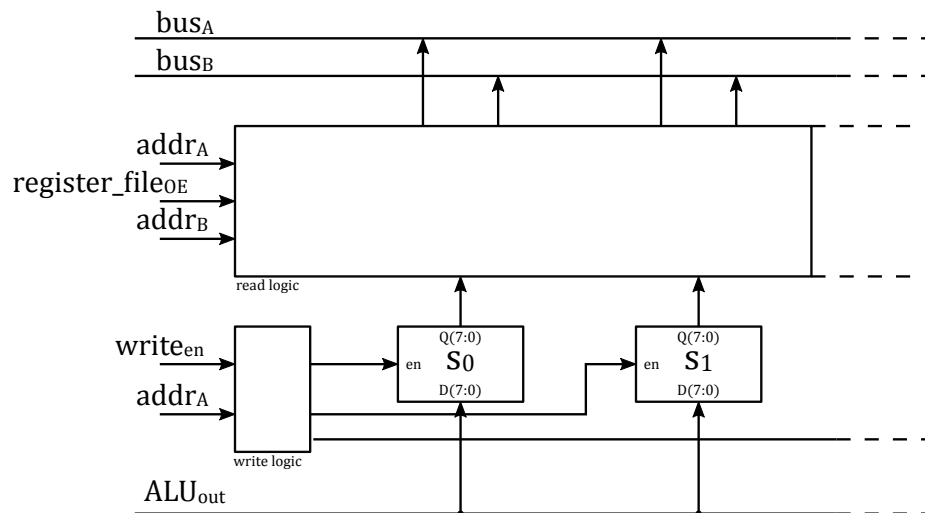 busA
busB
addrA
register_fileOE
addrB
read logic
writeen
addrA
write logic
en
Q(7:0)
S0
D(7:0)
en
Q(7:0)
S1
D(7:0)
ALUout